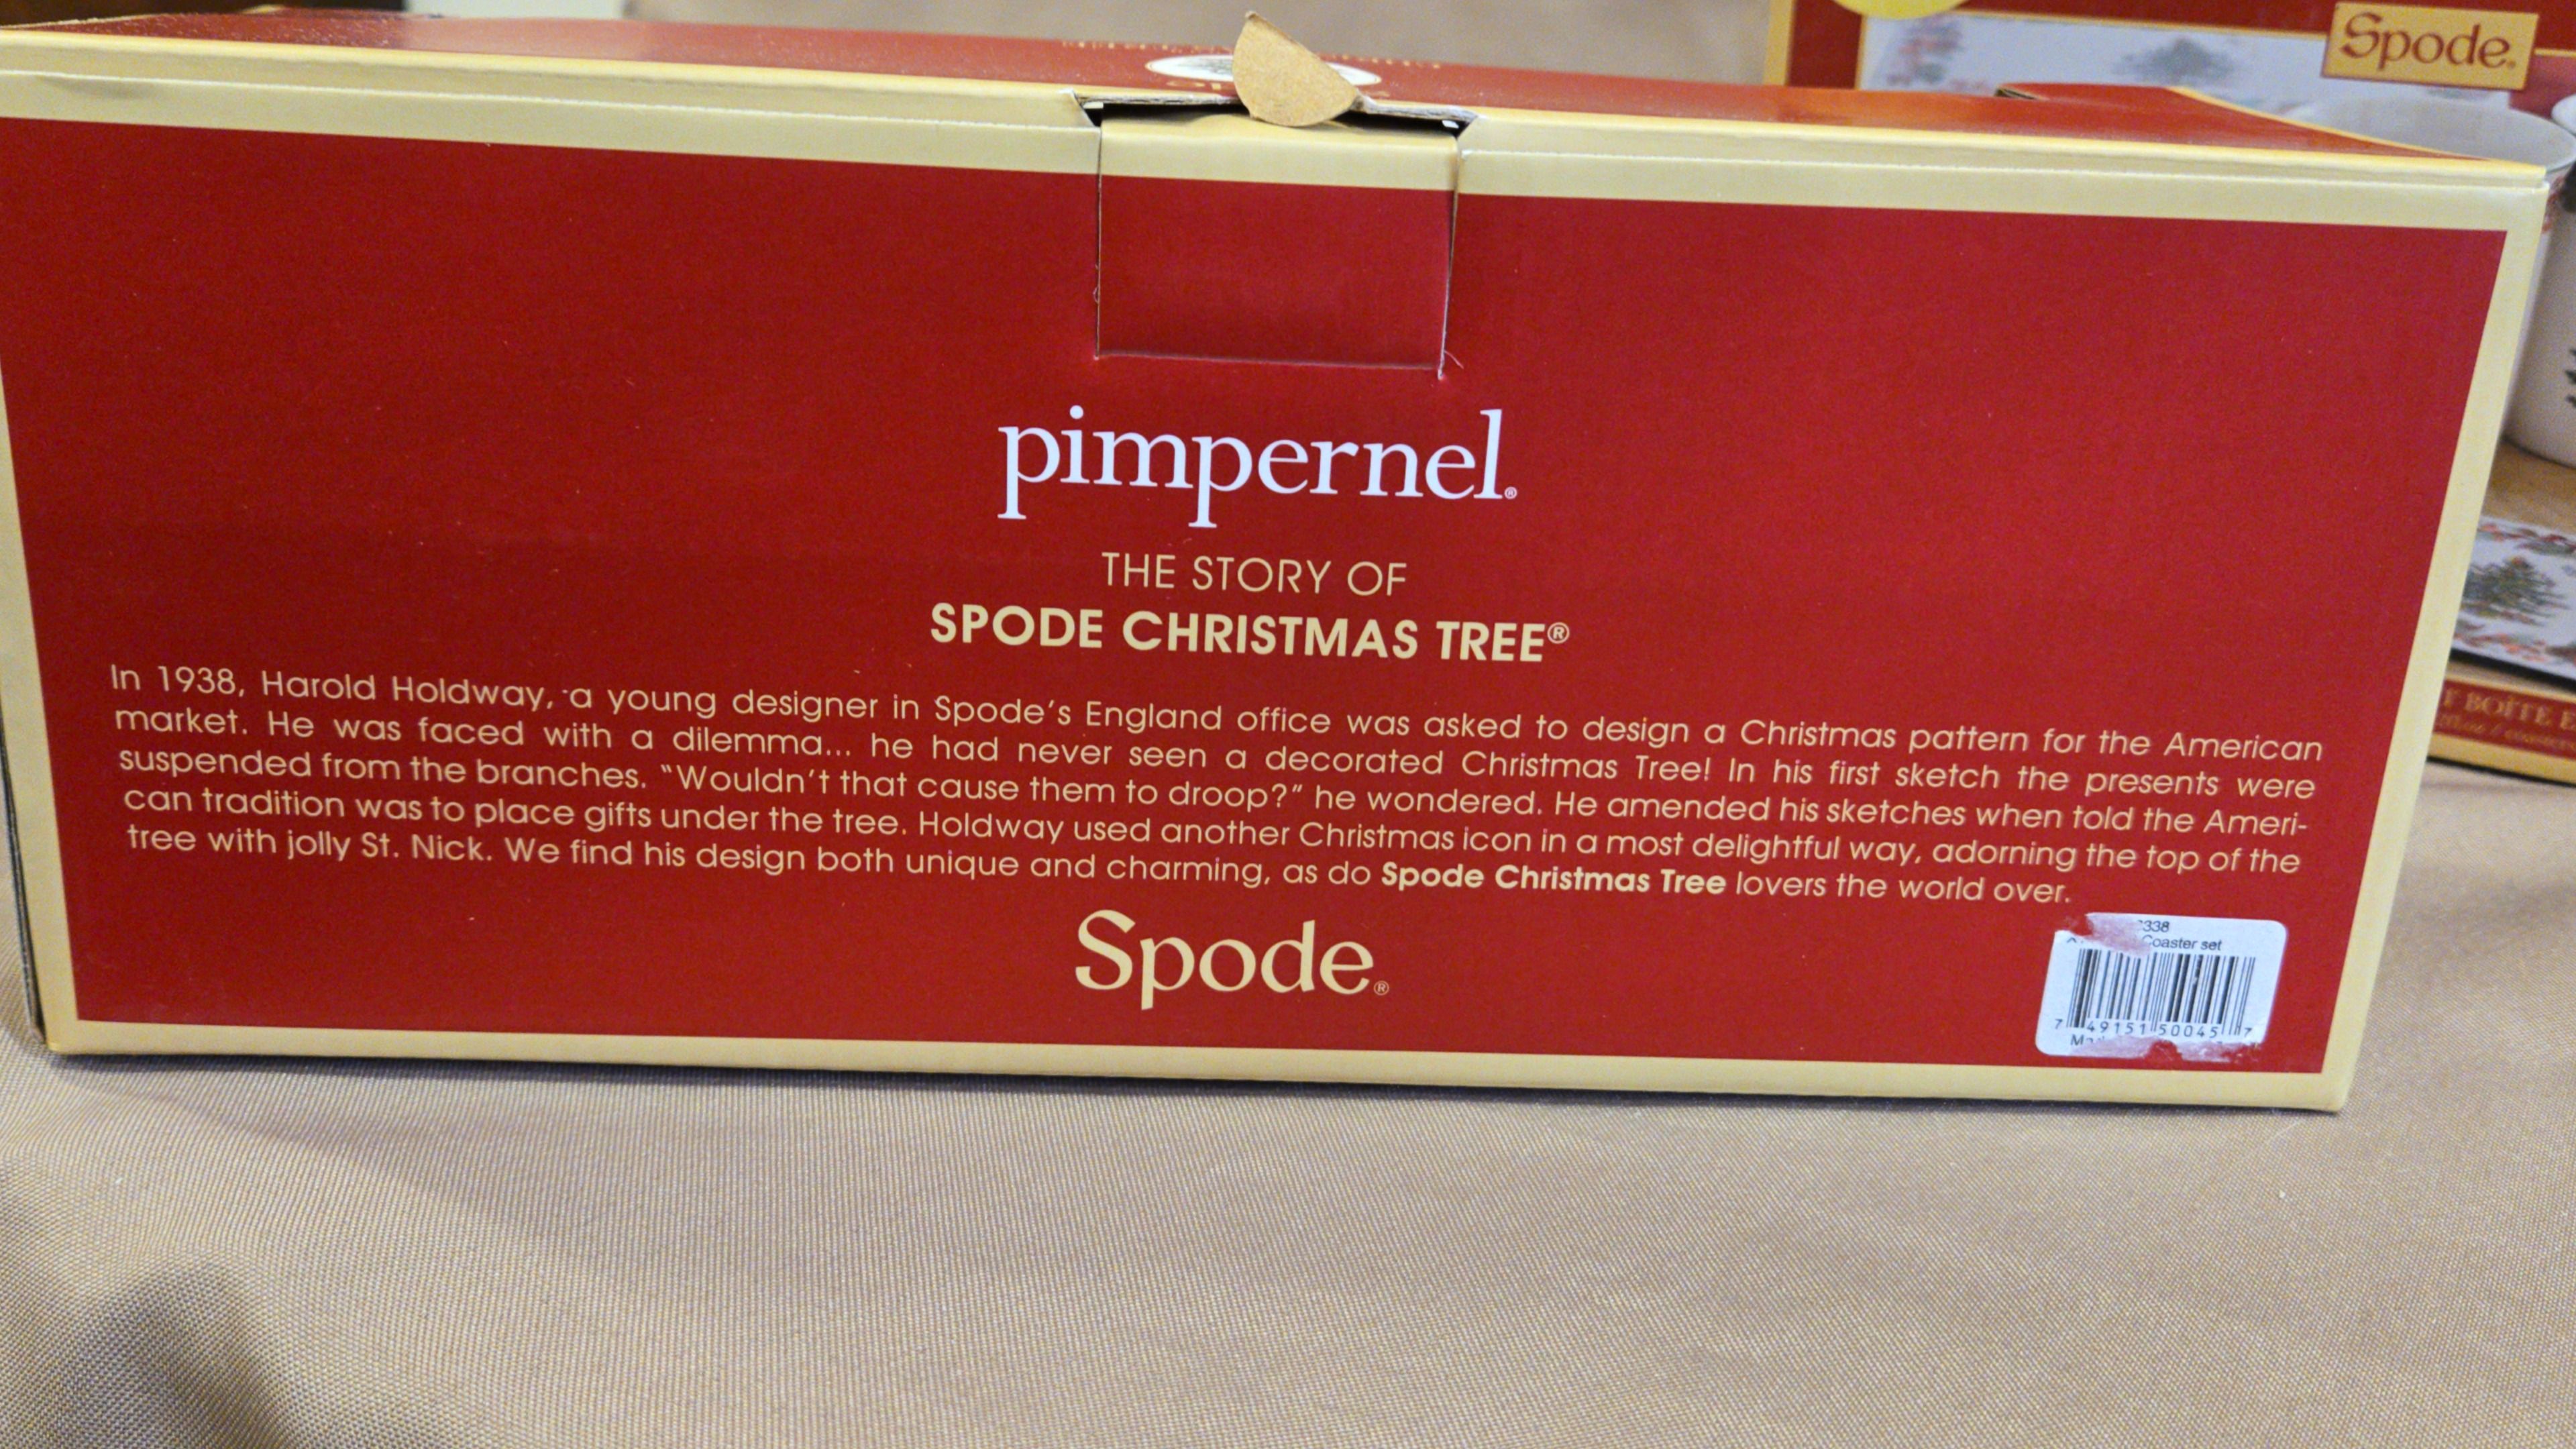 Spode.
pimpernel®
THE STORY OF
SPODE CHRISTMAS TREE®
In 1938, Harold Holdway, a young designer in Spode's England office was asked to design a Christmas pattern for the American
market. He was faced with a dilemma... he had never seen a decorated Christmas Tree! In his first sketch the presents were
suspended from the branches. "Wouldn't that cause them to droop?" he wondered. He amended his sketches when told the Ameri-
can tradition was to place gifts under the tree. Holdway used another Christmas icon in a most delightful way, adorning the top of the
tree with jolly St. Nick. We find his design both unique and charming, as do Spode Christmas Tree lovers the world over.
Spode®
338
Coaster set
7 49151 50045 7
BOÎTE